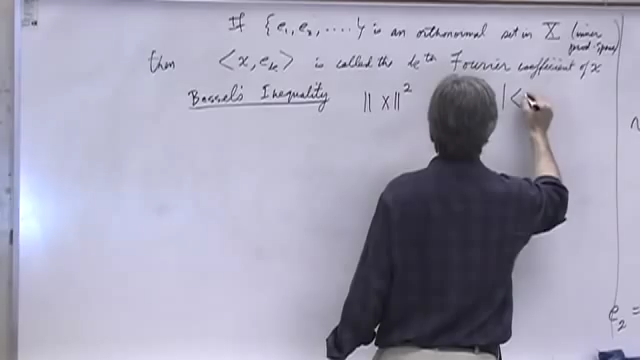 If {e₁, e₂, .....} is an orthonormal set in X (inner prod. space)
then <x, eₖ> is called the kᵗʰ Fourier coefficient of x
Bessel's Inequality ||x||² |<
e₂ =